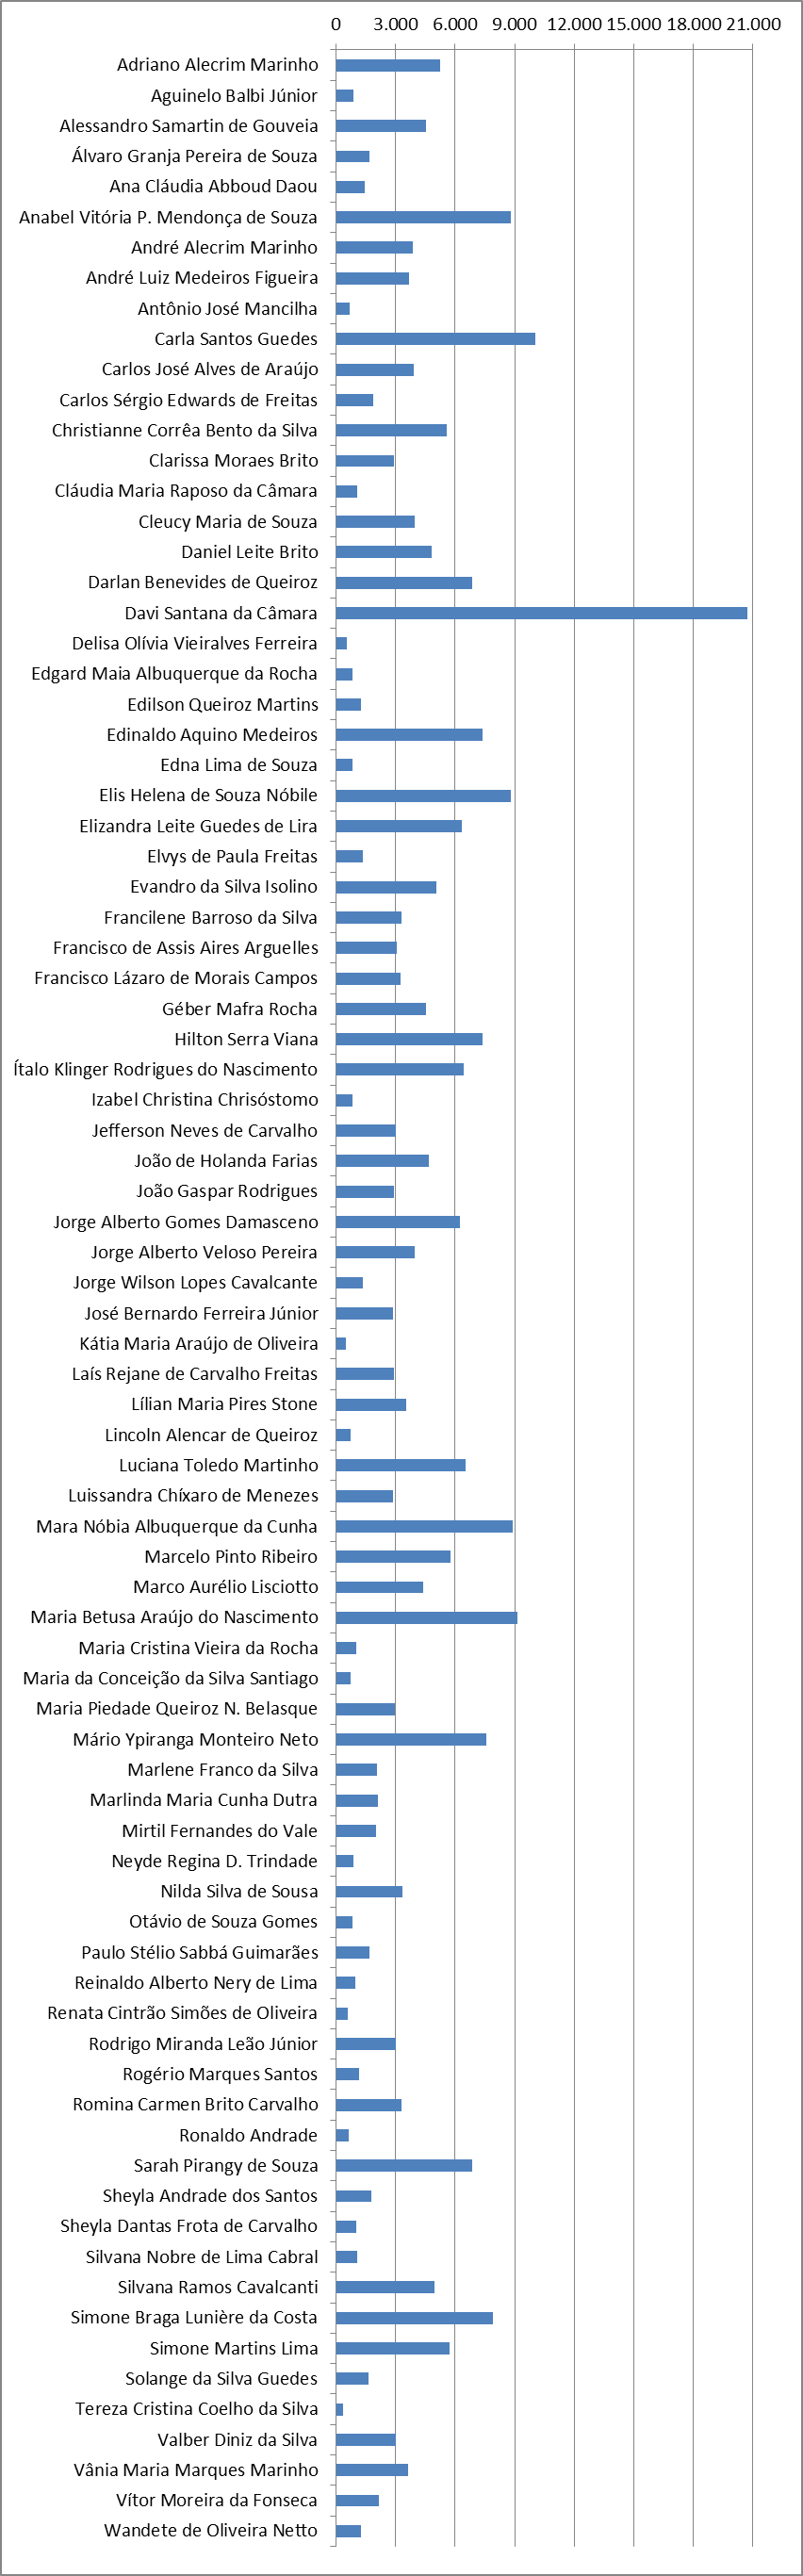 0 3.000 6.000 9.000 12.000 15.000 18.000 21.000
Adriano Alecrim Marinho
Aguinelo Balbi Júnior
Alessandro Samartin de Gouveia
Álvaro Granja Pereira de Souza
Ana Cláudia Abboud Daou
Anabel Vitória P. Mendonça de Souza
André Alecrim Marinho
André Luiz Medeiros Figueira
Antônio José Mancilha
Carla Santos Guedes
Carlos José Alves de Araújo
Carlos Sérgio Edwards de Freitas
Christianne Corrêa Bento da Silva
Clarissa Moraes Brito
Cláudia Maria Raposo da Câmara
Cleucy Maria de Souza
Daniel Leite Brito
Darlan Benevides de Queiroz
Davi Santana da Câmara
Delisa Olívia Vieiralves Ferreira
Edgard Maia Albuquerque da Rocha
Edilson Queiroz Martins
Edinaldo Aquino Medeiros
Edna Lima de Souza
Elis Helena de Souza Nóbile
Elizandra Leite Guedes de Lira
Elvys de Paula Freitas
Evandro da Silva Isolino
Francilene Barroso da Silva
Francisco de Assis Aires Arguelles
Francisco Lázaro de Morais Campos
Géber Mafra Rocha
Hilton Serra Viana
Ítalo Klinger Rodrigues do Nascimento
Izabel Christina Chrisóstomo
Jefferson Neves de Carvalho
João de Holanda Farias
João Gaspar Rodrigues
Jorge Alberto Gomes Damasceno
Jorge Alberto Veloso Pereira
Jorge Wilson Lopes Cavalcante
José Bernardo Ferreira Júnior
Kátia Maria Araújo de Oliveira
Laís Rejane de Carvalho Freitas
Lílian Maria Pires Stone
Lincoln Alencar de Queiroz
Luciana Toledo Martinho
Luissandra Chíxaro de Menezes
Mara Nóbia Albuquerque da Cunha
Marcelo Pinto Ribeiro
Marco Aurélio Lisciotto
Maria Betusa Araújo do Nascimento
Maria Cristina Vieira da Rocha
Maria da Conceição da Silva Santiago
Maria Piedade Queiroz N. Belasque
Mário Ypiranga Monteiro Neto
Marlene Franco da Silva
Marlinda Maria Cunha Dutra
Mirtil Fernandes do Vale
Neyde Regina D. Trindade
Nilda Silva de Sousa
Otávio de Souza Gomes
Paulo Stélio Sabbá Guimarães
Reinaldo Alberto Nery de Lima
Renata Cintrão Simões de Oliveira
Rodrigo Miranda Leão Júnior
Rogério Marques Santos
Romina Carmen Brito Carvalho
Ronaldo Andrade
Sarah Pirangy de Souza
Sheyla Andrade dos Santos
Sheyla Dantas Frota de Carvalho
Silvana Nobre de Lima Cabral
Silvana Ramos Cavalcanti
Simone Braga Lunière da Costa
Simone Martins Lima
Solange da Silva Guedes
Tereza Cristina Coelho da Silva
Valber Diniz da Silva
Vânia Maria Marques Marinho
Vítor Moreira da Fonseca
Wandete de Oliveira Netto